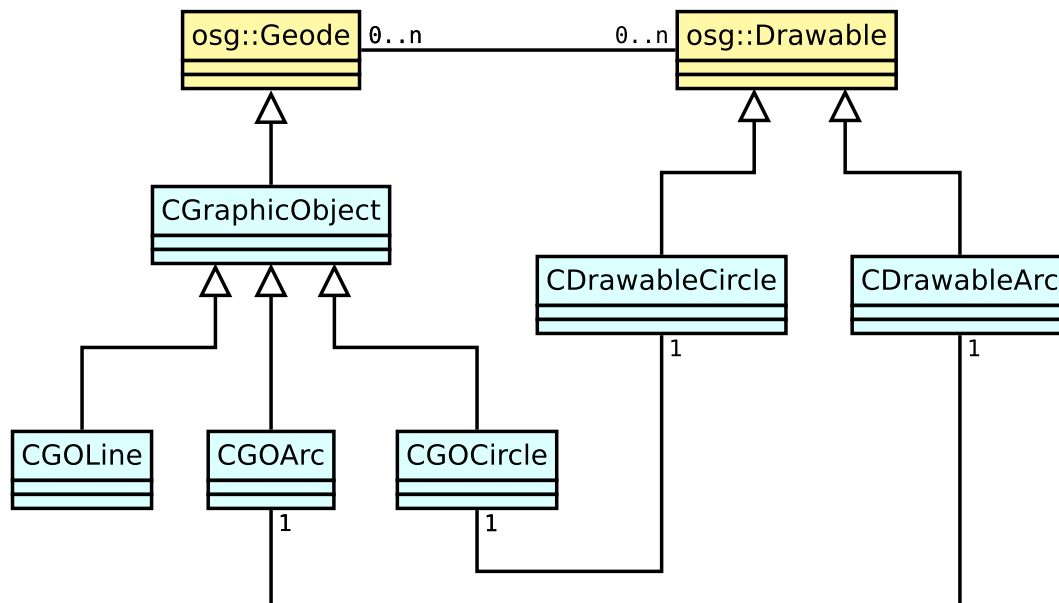 osg::Geode
0..n
0..n
osg::Drawable
CGraphicObject
CDrawableCircle
CDrawableArc
1
1
CGOLine
CGOArc
CGOCircle
1
1